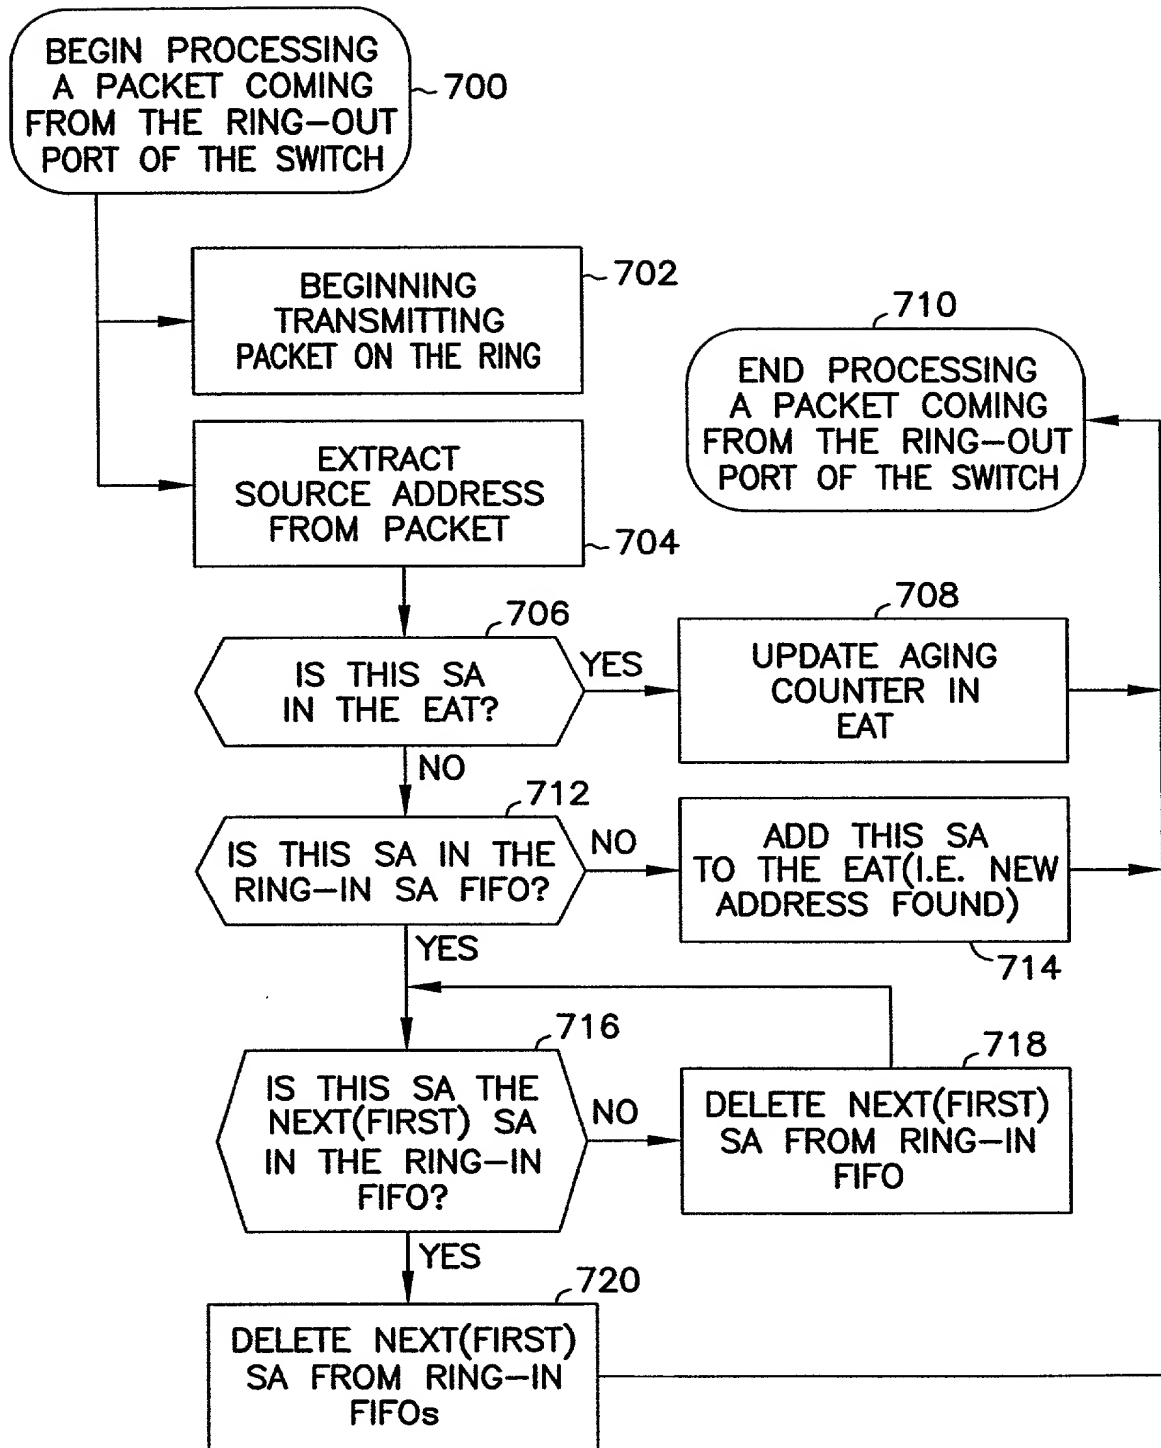 BEGIN PROCESSING
A PACKET COMING
FROM THE RING-OUT
PORT OF THE SWITCH
700
BEGINNING
TRANSMITTING
PACKET ON THE RING
702
EXTRACT
SOURCE ADDRESS
FROM PACKET
704
710
END PROCESSING
A PACKET COMING
FROM THE RING-OUT
PORT OF THE SWITCH
706
IS THIS SA
IN THE EAT?
YES
NO
708
UPDATE AGING
COUNTER IN
EAT
712
IS THIS SA IN THE
RING-IN SA FIFO?
NO
YES
ADD THIS SA
TO THE EAT(I.E. NEW
ADDRESS FOUND)
714
716
IS THIS SA THE
NEXT(FIRST) SA
IN THE RING-IN
FIFO?
NO
YES
718
DELETE NEXT(FIRST)
SA FROM RING-IN
FIFO
720
DELETE NEXT(FIRST)
SA FROM RING-IN
FIFOs